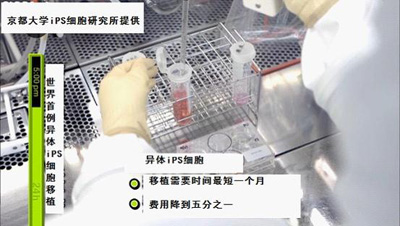 京都大学iPS细胞研究所提供
5:00 pm
世界首例异体iPS细胞移植
24h
异体iPS细胞
移植需要时间最短一个月
费用降到五分之一